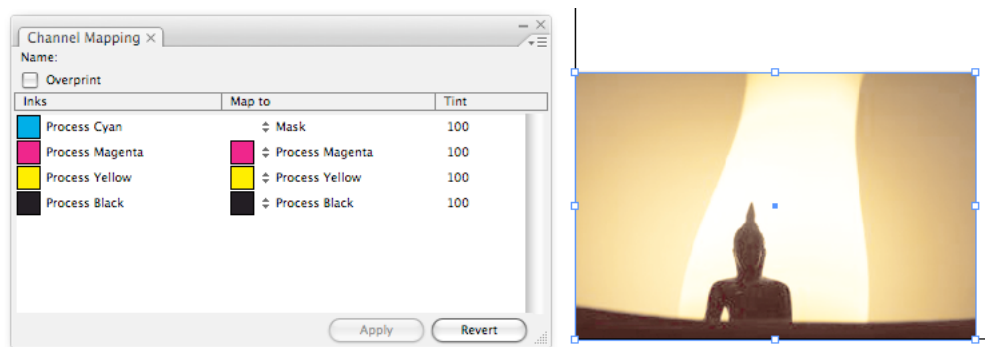 Channel Mapping
Name:
Overprint
Inks Map to Tint
Process Cyan Mask 100
Process Magenta Process Magenta 100
Process Yellow Process Yellow 100
Process Black Process Black 100
Apply Revert